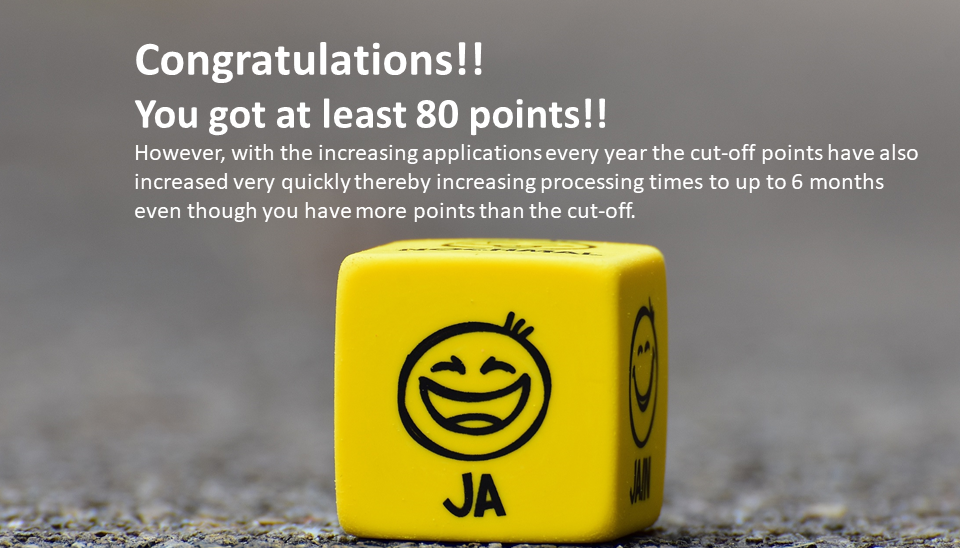 Congratulations!!
You got at least 80 points!!
However, with the increasing applications every year the cut-off points have also
increased very quickly thereby increasing processing times to up to 6 months
even though you have more points than the cut-off.
NOCHMAL
JA
JAIN